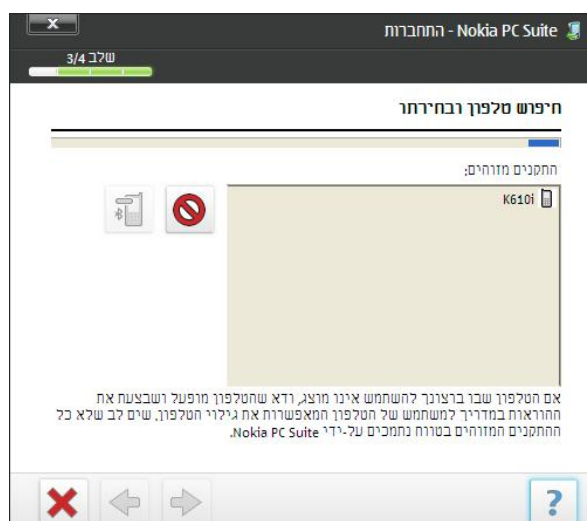 Nokia PC Suite - התחברות
שלב 3/4
חיפוש טלפון ובחירתו
התקנים מזוהים:
K610i
אם הטלפון שבו ברצונך להשתמש אינו מוצג, ודא שהטלפון מופעל ושבצעת את
ההוראות במדריך למשתמש של הטלפון המאפשרות את גילוי הטלפון. שים לב שלא כל
ההתקנים המזוהים בטווח נתמכים על-ידי Nokia PC Suite.